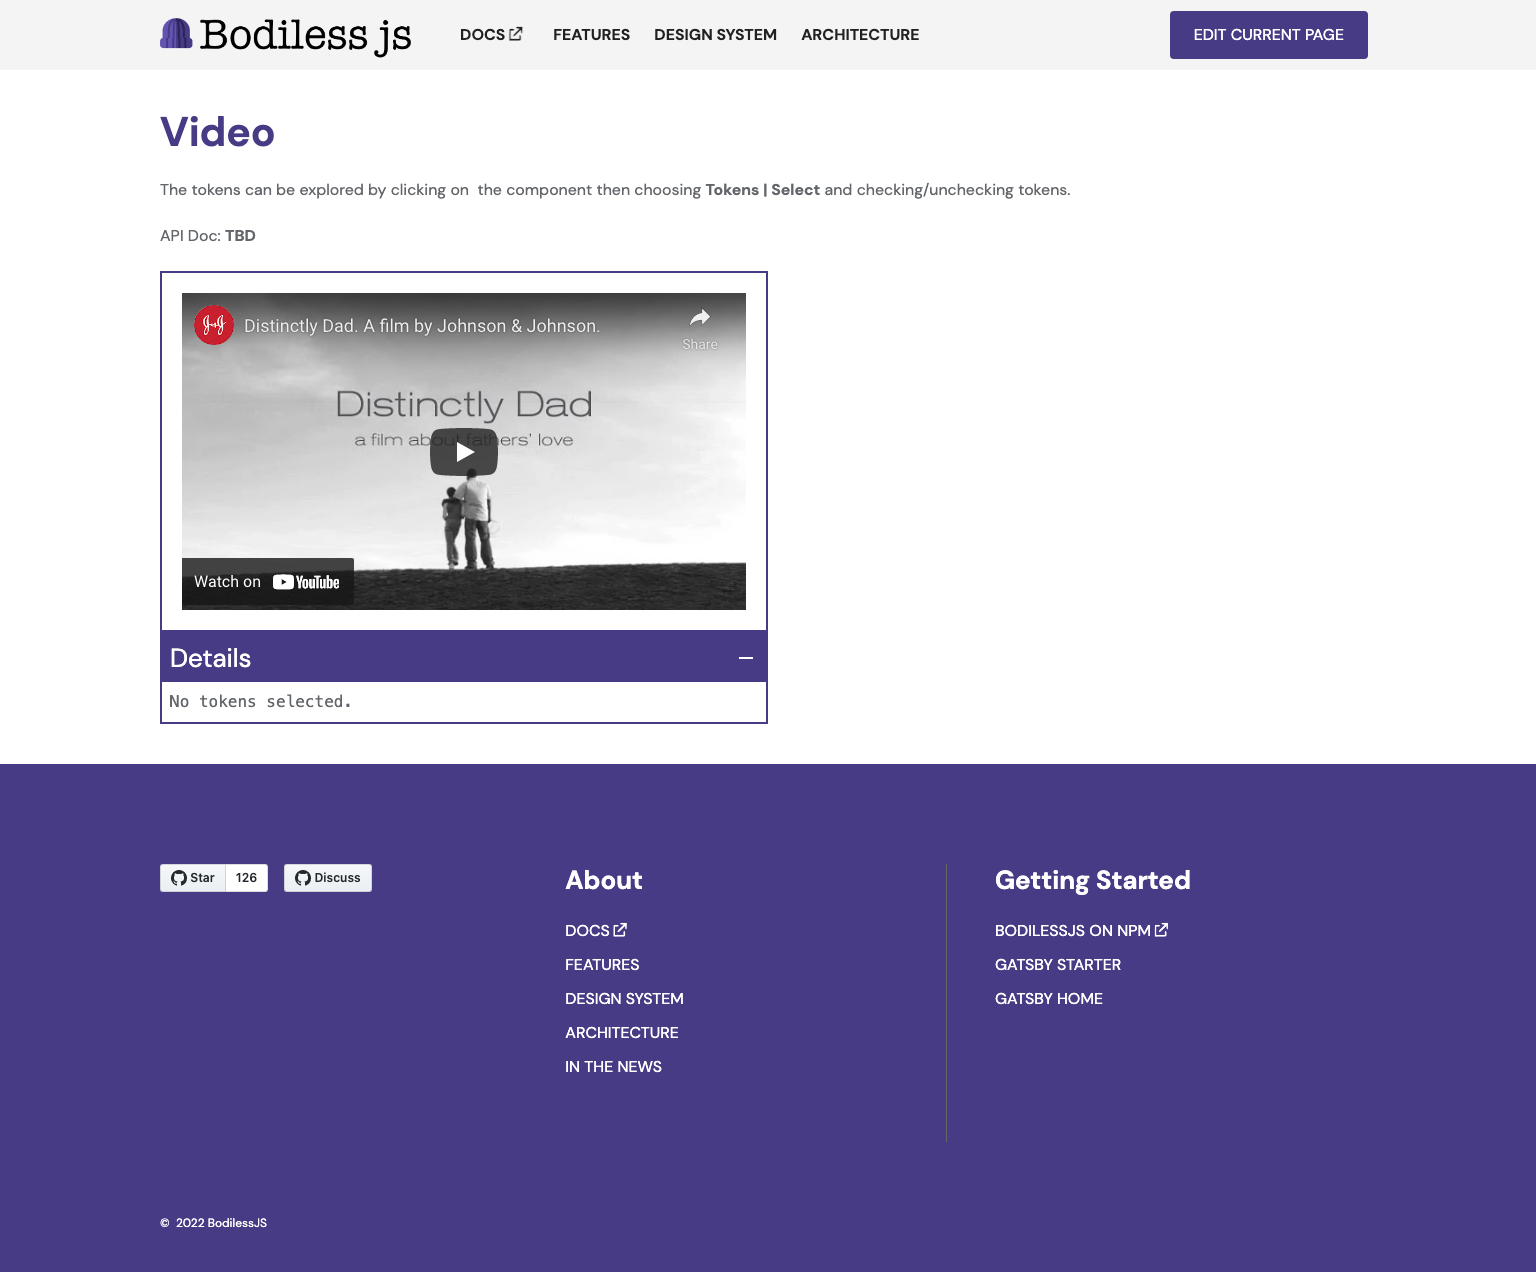 Bodiless js
DOCS
FEATURES
DESIGN SYSTEM
ARCHITECTURE
EDIT CURRENT PAGE
Video
The tokens can be explored by clicking on  the component then choosing Tokens | Select and checking/unchecking tokens.
API Doc: TBD
J&J
Distinctly Dad. A film by Johnson & Johnson.
Share
Distinctly Dad
a film about fathers' love
Watch on YouTube
Details
No tokens selected.
Star
126
Discuss
About
DOCS
FEATURES
DESIGN SYSTEM
ARCHITECTURE
IN THE NEWS
Getting Started
BODILESSJS ON NPM
GATSBY STARTER
GATSBY HOME
©  2022 BodilessJS